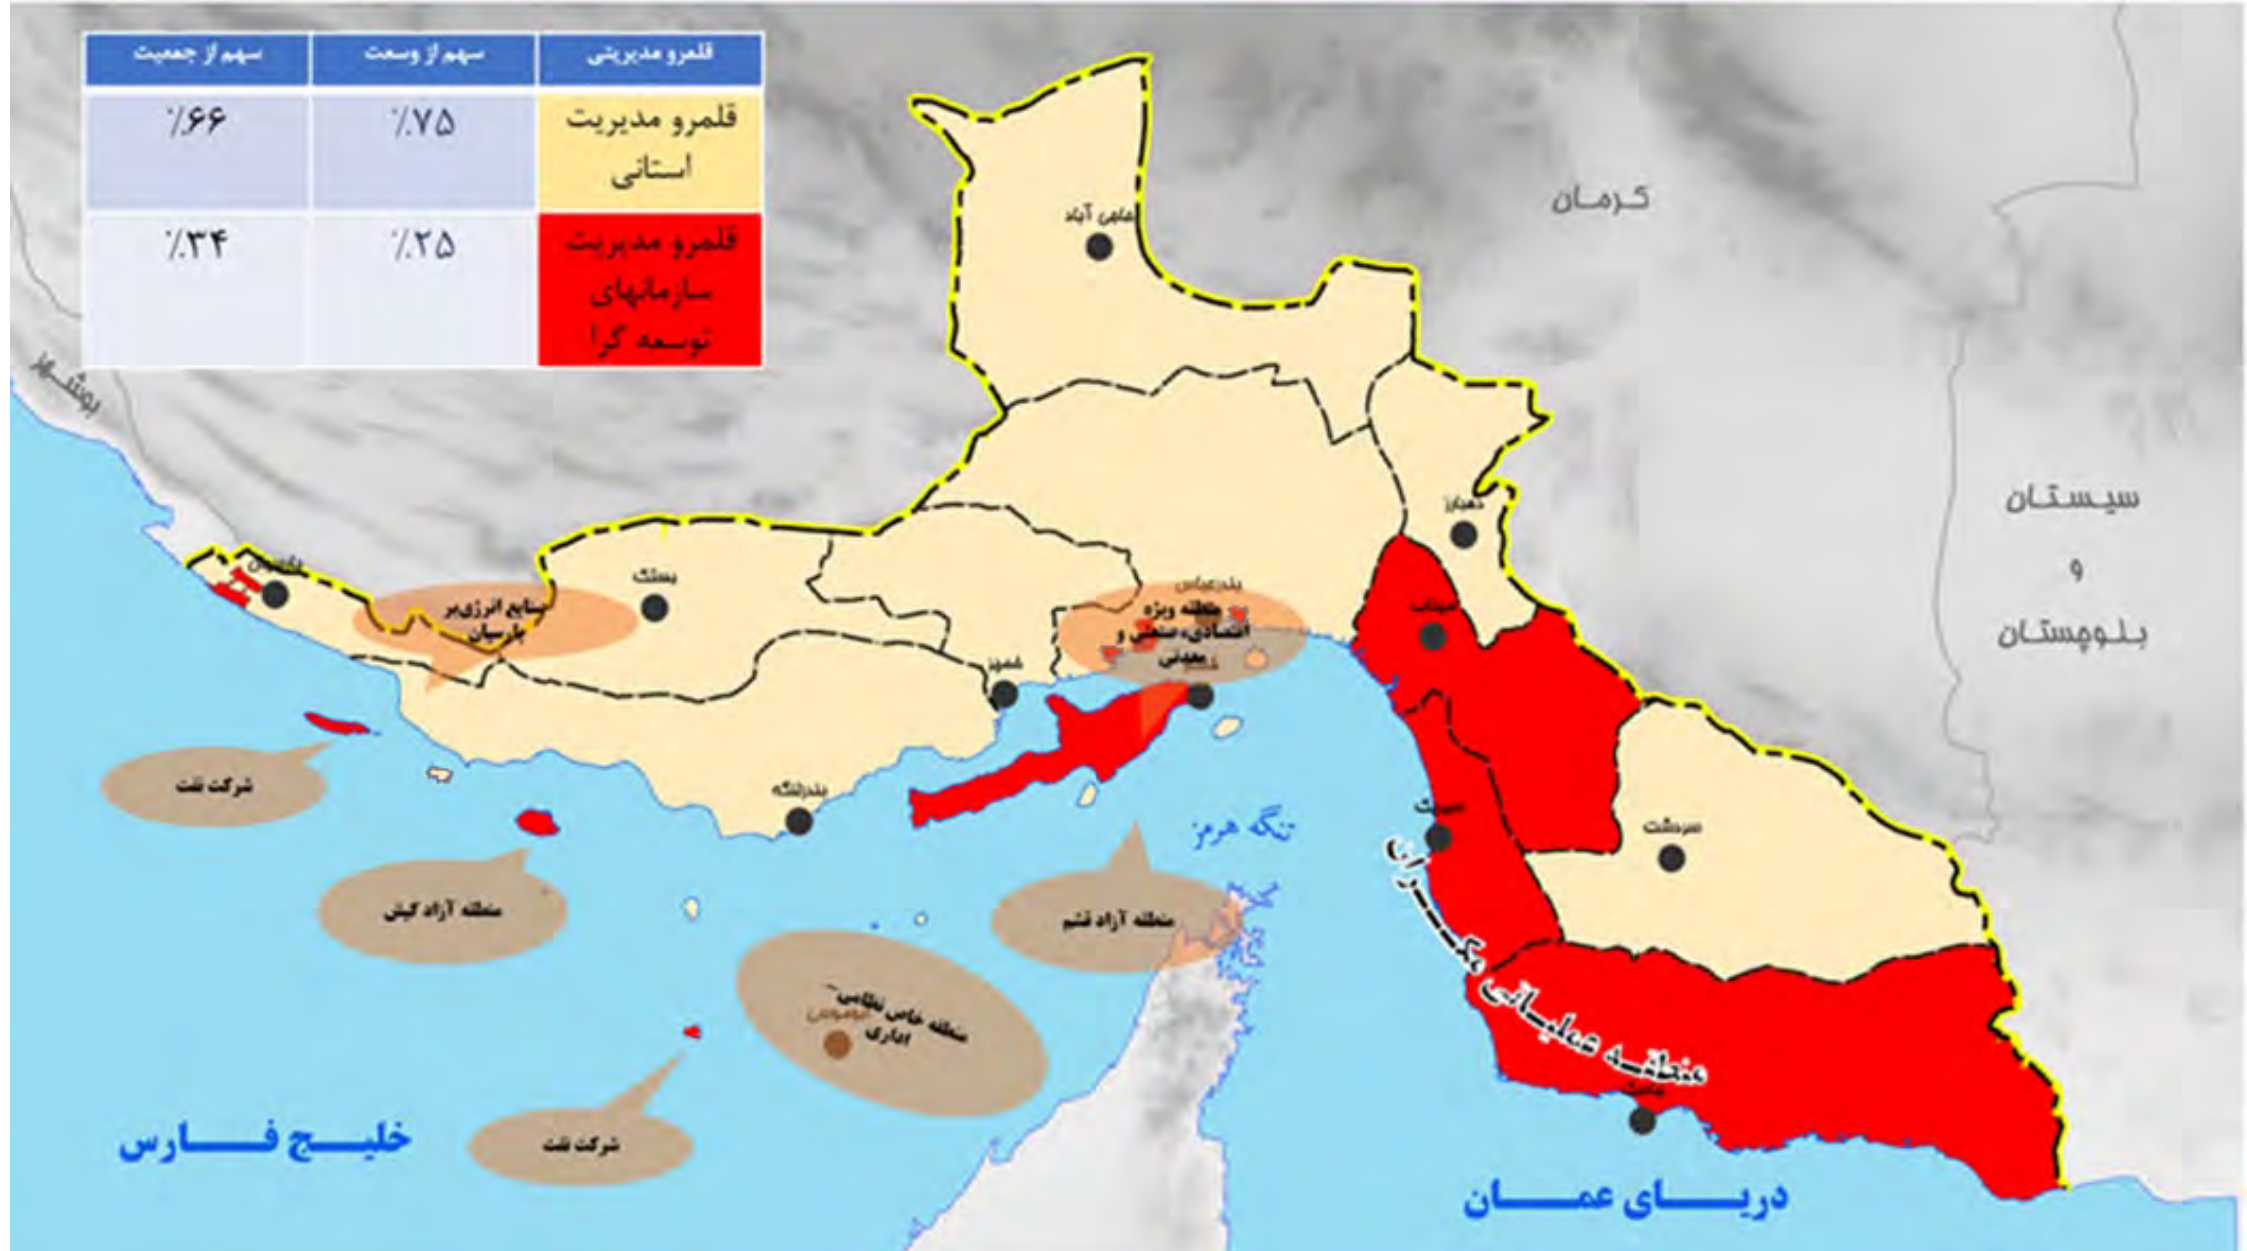 قلمرو مدیریتی
سهم از وسعت
سهم از جمعیت
قلمرو مدیریت
استانی
٪۷۵
٪۶۶
قلمرو مدیریت
سازمانهای
توسعه گرا
٪۲۵
٪۳۴
کرمان
حاجی آباد
بوشهر
سیستان
و
بلوچستان
بستک
صنایع انرژی‌بر
پارسیان
بندرعباس
منطقه ویژه
اقتصادی، صنعتی و
معدنی
خمیر
میناب
شرکت نفت
بندرلنگه
تنگه هرمز
سردشت
منطقه آزاد کیش
منطقه آزاد قشم
منطقه عملیاتی مکران
منطقه خاص نظامی –
اداری
ابوموسی
شرکت نفت
خلیج فارس
دریای عمان